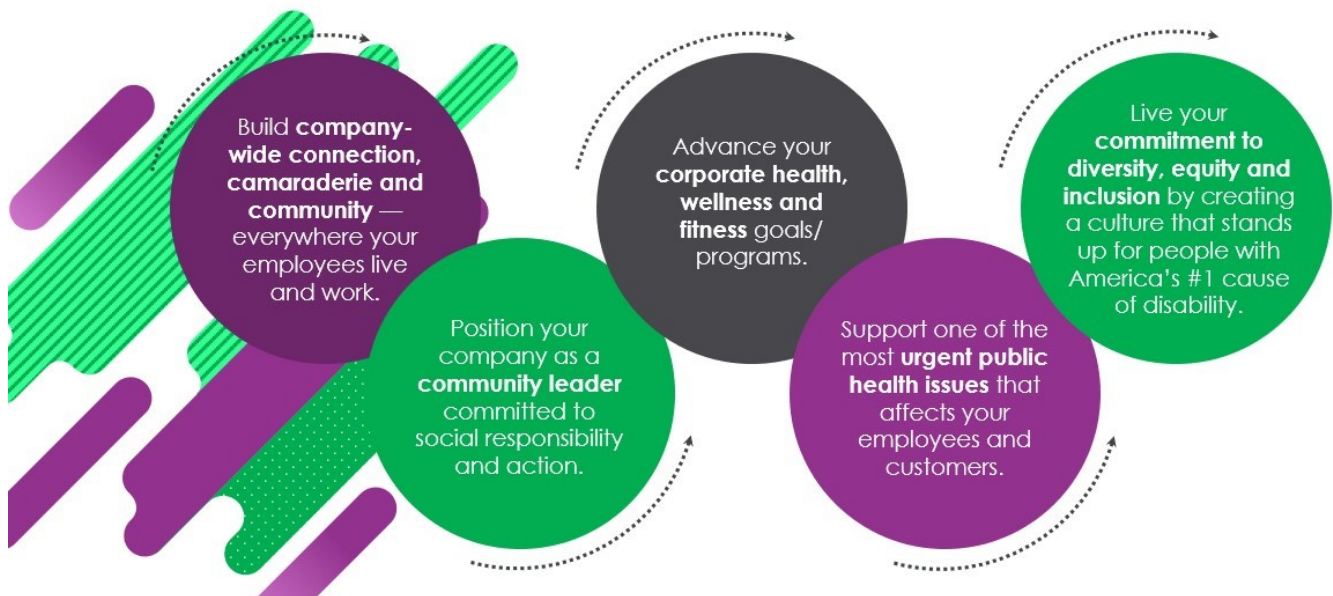 Build company-
wide connection,
camaraderie and
community —
everywhere your
employees live
and work.
Position your
company as a
community leader
committed to
social responsibility
and action.
Advance your
corporate health,
wellness and
fitness goals/
programs.
Support one of the
most urgent public
health issues that
affects your
employees and
customers.
Live your
commitment to
diversity, equity and
inclusion by creating
a culture that stands
up for people with
America’s #1 cause
of disability.